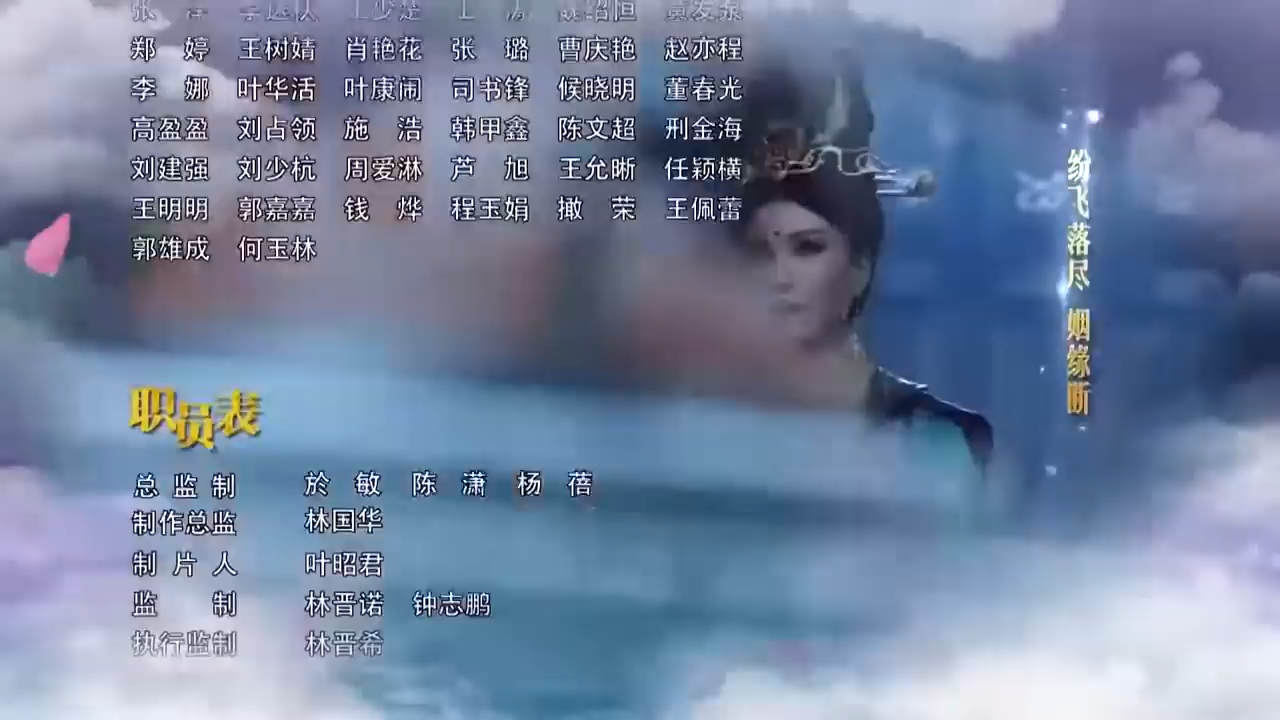 郑婷 王树婧 肖艳花 张璐 曹庆艳 赵亦程
李娜 叶华活 叶康闹 司书锋 候晓明 董春光
高盈盈 刘占领 施浩 韩甲鑫 陈文超 刑金海
刘建强 刘少杭 周爱淋 芦旭 王允晰 任颖横
王明明 郭嘉嘉 钱烨 程玉娟 撖荣 王佩蕾
郭雄成 何玉林
职员表
总监制 於敏 陈潇 杨蓓
制作总监 林国华
制片人 叶昭君
监制 林晋诺 钟志鹏
执行监制 林晋希
纷飞落尽 姻缘断